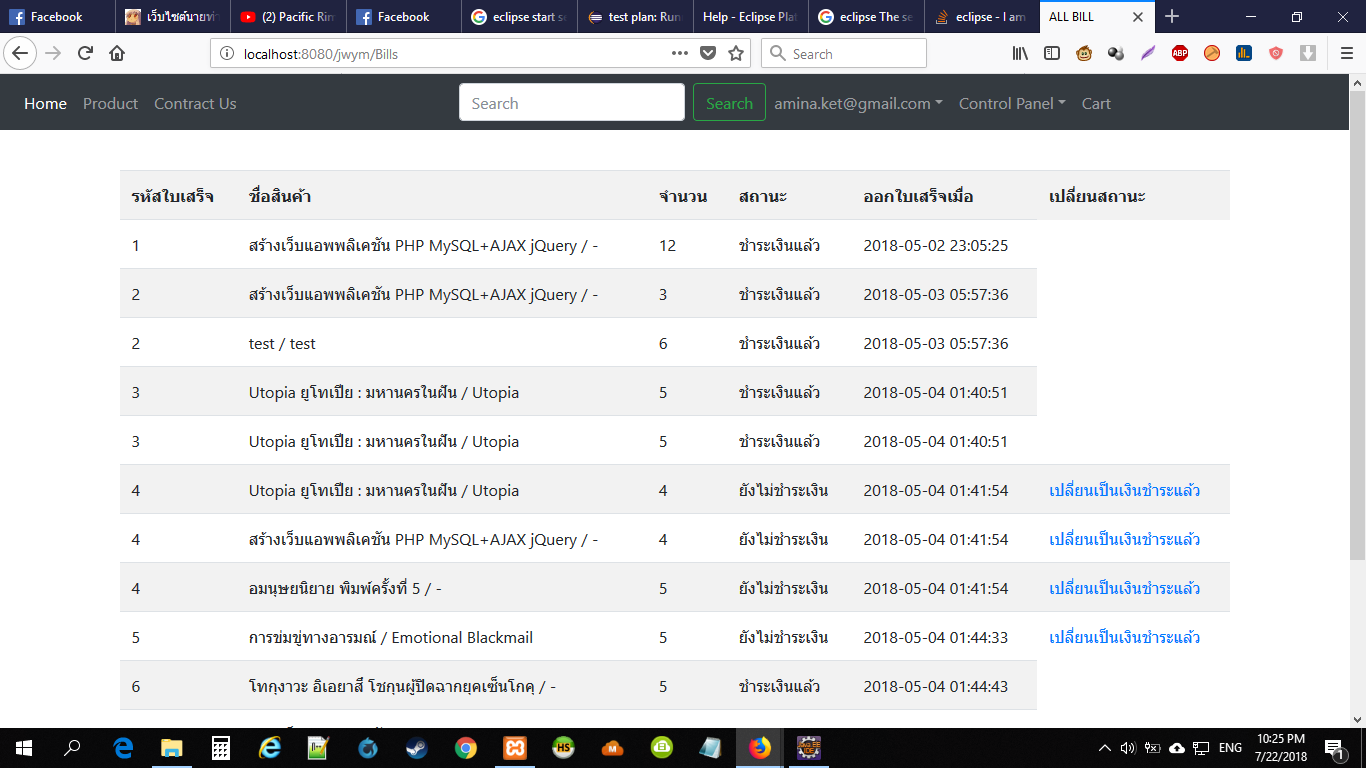 Facebook เว็บไซต์นายท่า (2) Pacific Rim Facebook eclipse start se test plan: Run Help - Eclipse Plat eclipse The se eclipse - I am ALL BILL
localhost:8080/jwym/Bills Search
Home Product Contract Us Search Search amina.ket@gmail.com Control Panel Cart
รหัสใบเสร็จ ชื่อสินค้า จำนวน สถานะ ออกใบเสร็จเมื่อ เปลี่ยนสถานะ
1 สร้างเว็บแอพพลิเคชัน PHP MySQL+AJAX jQuery / - 12 ชำระเงินแล้ว 2018-05-02 23:05:25
2 สร้างเว็บแอพพลิเคชัน PHP MySQL+AJAX jQuery / - 3 ชำระเงินแล้ว 2018-05-03 05:57:36
2 test / test 6 ชำระเงินแล้ว 2018-05-03 05:57:36
3 Utopia ยูโทเปีย : มหานครในฝัน / Utopia 5 ชำระเงินแล้ว 2018-05-04 01:40:51
3 Utopia ยูโทเปีย : มหานครในฝัน / Utopia 5 ชำระเงินแล้ว 2018-05-04 01:40:51
4 Utopia ยูโทเปีย : มหานครในฝัน / Utopia 4 ยังไม่ชำระเงิน 2018-05-04 01:41:54 เปลี่ยนเป็นเงินชำระแล้ว
4 สร้างเว็บแอพพลิเคชัน PHP MySQL+AJAX jQuery / - 4 ยังไม่ชำระเงิน 2018-05-04 01:41:54 เปลี่ยนเป็นเงินชำระแล้ว
4 อมนุษยนิยาย พิมพ์ครั้งที่ 5 / - 5 ยังไม่ชำระเงิน 2018-05-04 01:41:54 เปลี่ยนเป็นเงินชำระแล้ว
5 การข่มขู่ทางอารมณ์ / Emotional Blackmail 5 ยังไม่ชำระเงิน 2018-05-04 01:44:33 เปลี่ยนเป็นเงินชำระแล้ว
6 โทกุงาวะ อิเอยาสึ โชกุนผู้ปิดฉากยุคเซ็นโกคุ / - 5 ชำระเงินแล้ว 2018-05-04 01:44:43
ENG 10:25 PM
7/22/2018